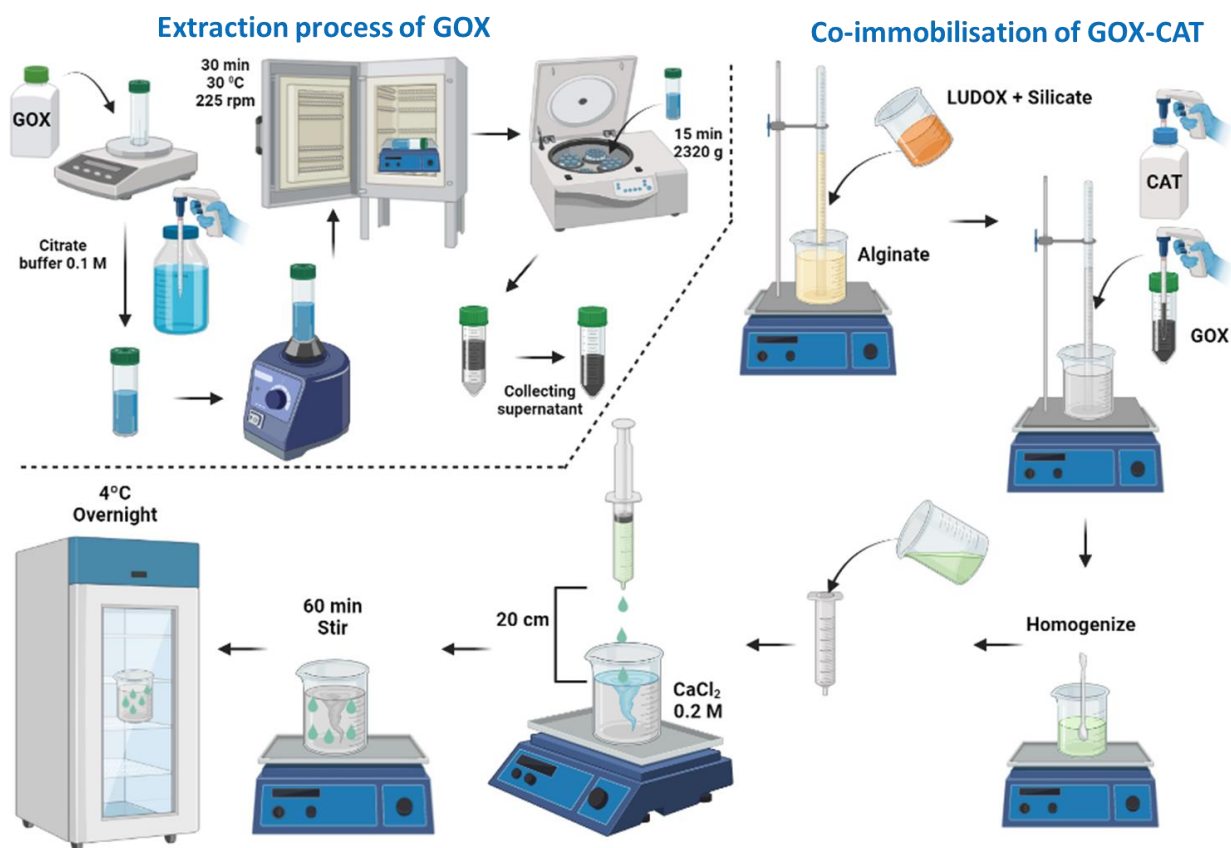 Extraction process of GOX
GOX
30 min
30 ⁰C
225 rpm
15 min
2320 g
Citrate
buffer 0.1 M
Collecting
supernatant
Co-immobilisation of GOX-CAT
LUDOX + Silicate
Alginate
CAT
GOX
Homogenize
20 cm
CaCl₂
0.2 M
60 min
Stir
4⁰C
Overnight